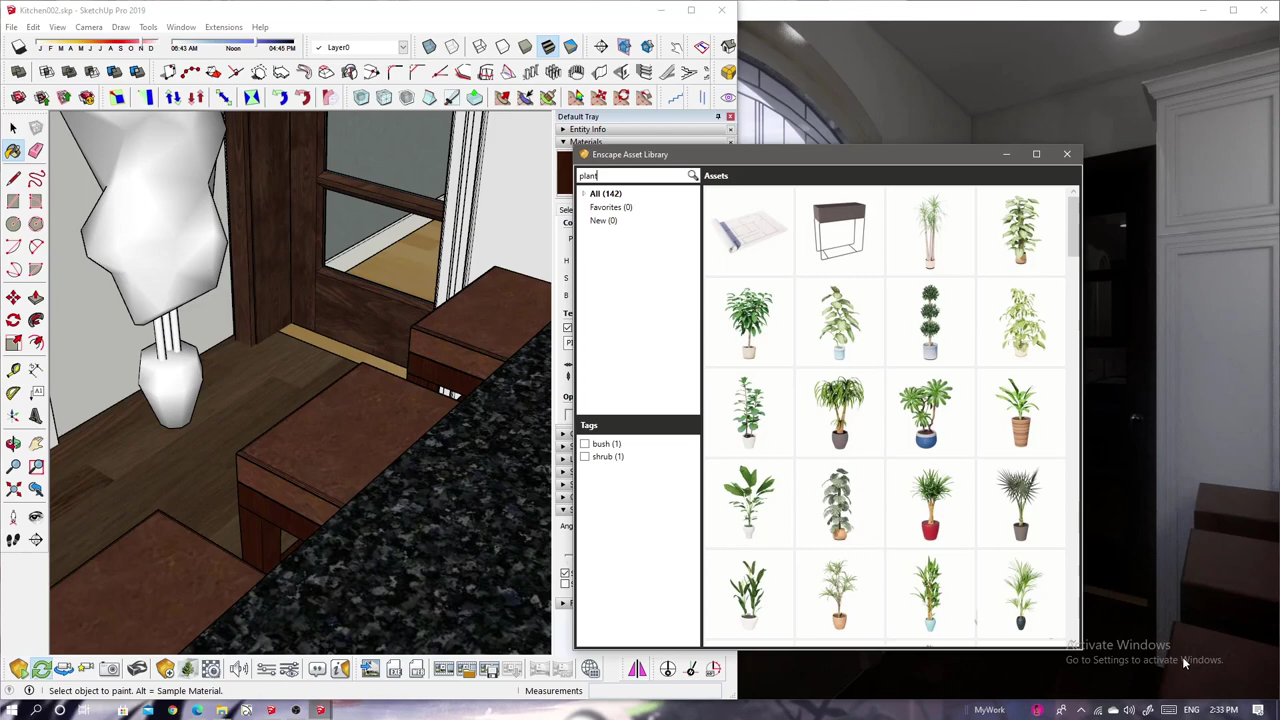 Kitchen002.skp - SketchUp Pro 2019
File Edit View Camera Draw Tools Window Extensions Help
J F M A M J J A S O N D
06:43 AM Noon 04:45 PM
Layer0
Default Tray
Entity Info
Materials
Enscape Asset Library
plant
Assets
All (142)
Favorites (0)
New (0)
Tags
bush (1)
shrub (1)
H
S
B
Activate Windows
Go to Settings to activate Windows.
Select object to paint. Alt = Sample Material.
Measurements
MyWork
ENG
2:33 PM